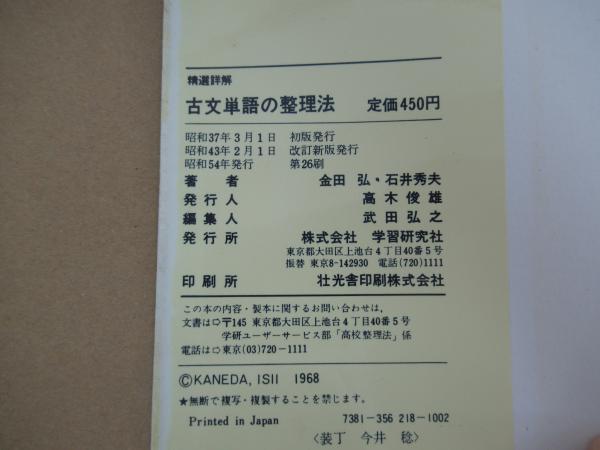 精選詳解
古文単語の整理法 定価450円
昭和37年3月1日 初版発行
昭和43年2月1日 改訂新版発行
昭和54年発行 第26刷
著者 金田 弘・石井秀夫
発行人 高木俊雄
編集人 武田弘之
発行所 株式会社 学習研究社
東京都大田区上池台4丁目40番5号
振替 東京8-142930 電話(720)1111
印刷所 壮光舎印刷株式会社
この本の内容・製本に関するお問い合わせは,
文書は⇨〒145 東京都大田区上池台4丁目40番5号
学研ユーザーサービス部「高校整理法」係
電話は⇨東京(03)720-1111
©KANEDA, ISII 1968
★無断で複写・複製することを禁じます。
Printed in Japan 7381-356 218-1002
〈装丁 今井 稔〉